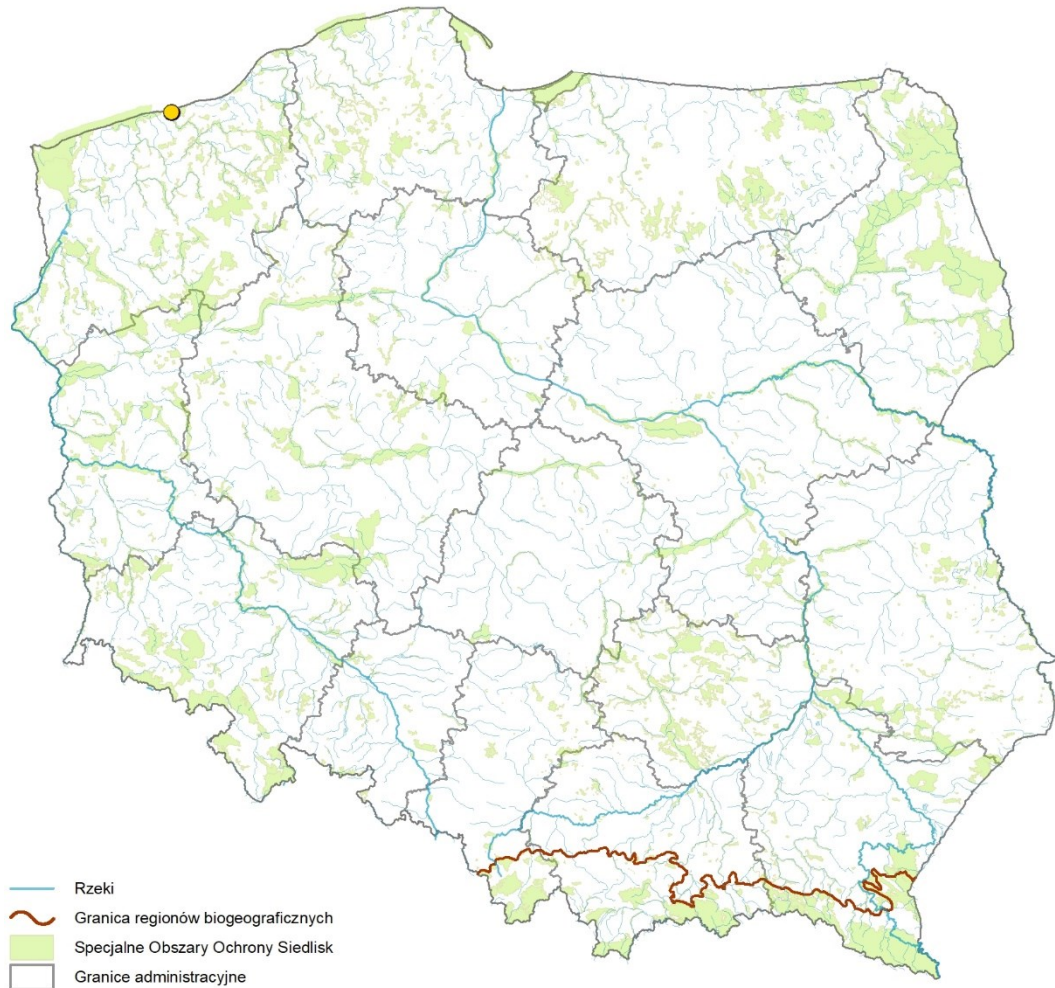 Rzeki
Granica regionów biogeograficznych
Specjalne Obszary Ochrony Siedlisk
Granice administracyjne